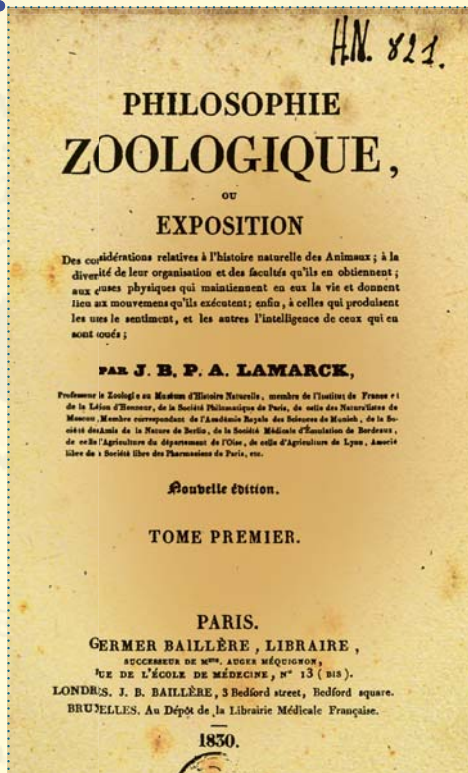 H.N. 821.
PHILOSOPHIE
ZOOLOGIQUE,
OU
EXPOSITION
Des considérations relatives à l'histoire naturelle des Animaux ; à la
diversité de leur organisation et des facultés qu'ils en obtiennent ;
aux causes physiques qui maintiennent en eux la vie et donnent
lieu aux mouvemens qu'ils exécutent ; enfin, à celles qui produisent
les unes le sentiment, et les autres l'intelligence de ceux qui en
sont doués ;
PAR J. B. P. A. LAMARCK,
Professeur de Zoologie au Muséum d'Histoire Naturelle, membre de l'Institut de France et
de la Légion d'Honneur, de la Société Philomatique de Paris, de celle des Naturalistes de
Moscou, Membre correspondant de l'Académie Royale des Sciences de Munich, de la So-
ciété des Amis de la Nature de Berlin, de la Société Médicale d'Émulation de Bordeaux,
de celle d'Agriculture du département de l'Oise, de celle d'Agriculture de Lyon, Associé
libre de la Société libre des Pharmaciens de Paris, etc.
Nouvelle édition.
TOME PREMIER.
PARIS.
GERMER BAILLÈRE, LIBRAIRE,
SUCCESSEUR DE Mme. AUGER MÉQUIGNON,
RUE DE L'ÉCOLE DE MÉDECINE, N° 13 (BIS).
LONDRES. J. B. BAILLÈRE, 3 Bedford street, Bedford square.
BRUXELLES. Au Dépôt de la Librairie Médicale Française.
1830.